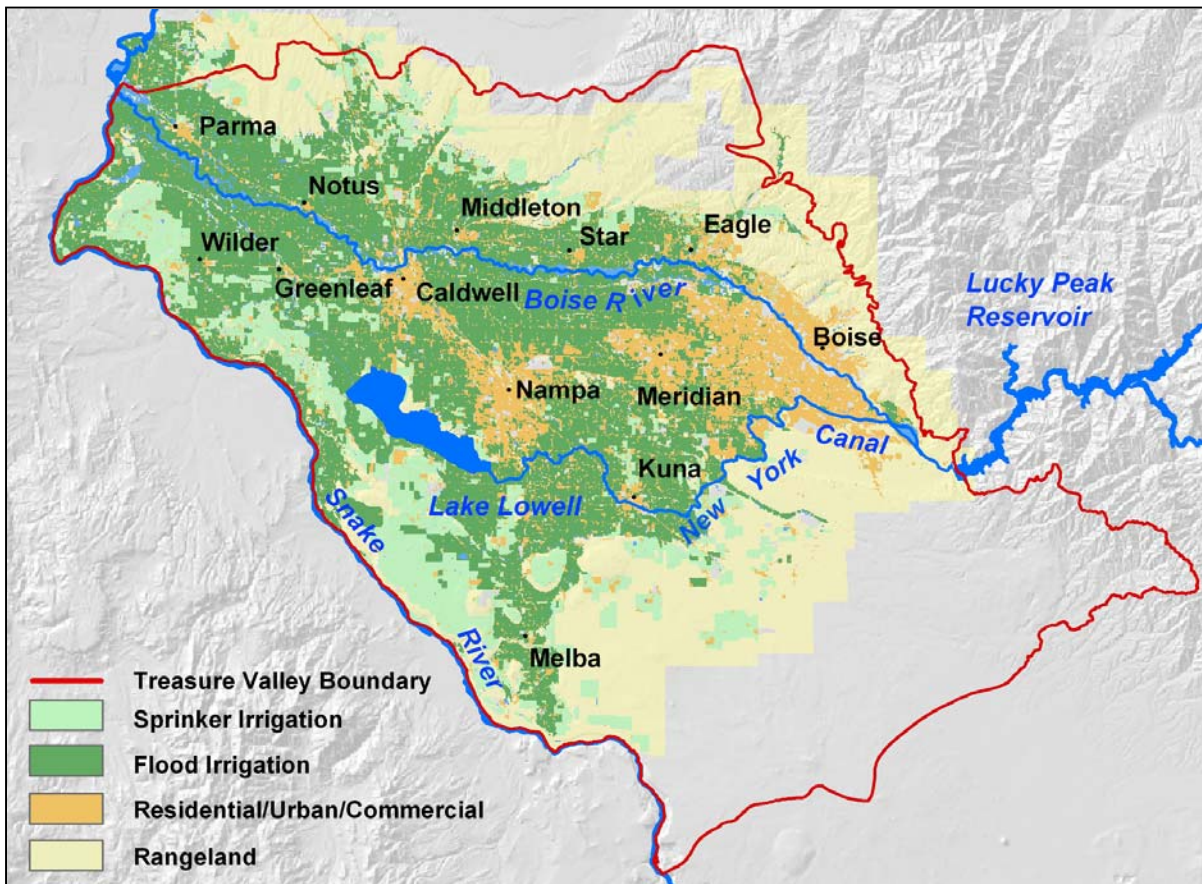 Parma
Notus
Middleton
Star
Eagle
Wilder
Greenleaf
Caldwell
Boise River
Lucky Peak
Reservoir
Boise
Nampa
Meridian
Canal
York
New
Kuna
Lake Lowell
Snake
River
Melba
Treasure Valley Boundary
Sprinker Irrigation
Flood Irrigation
Residential/Urban/Commercial
Rangeland